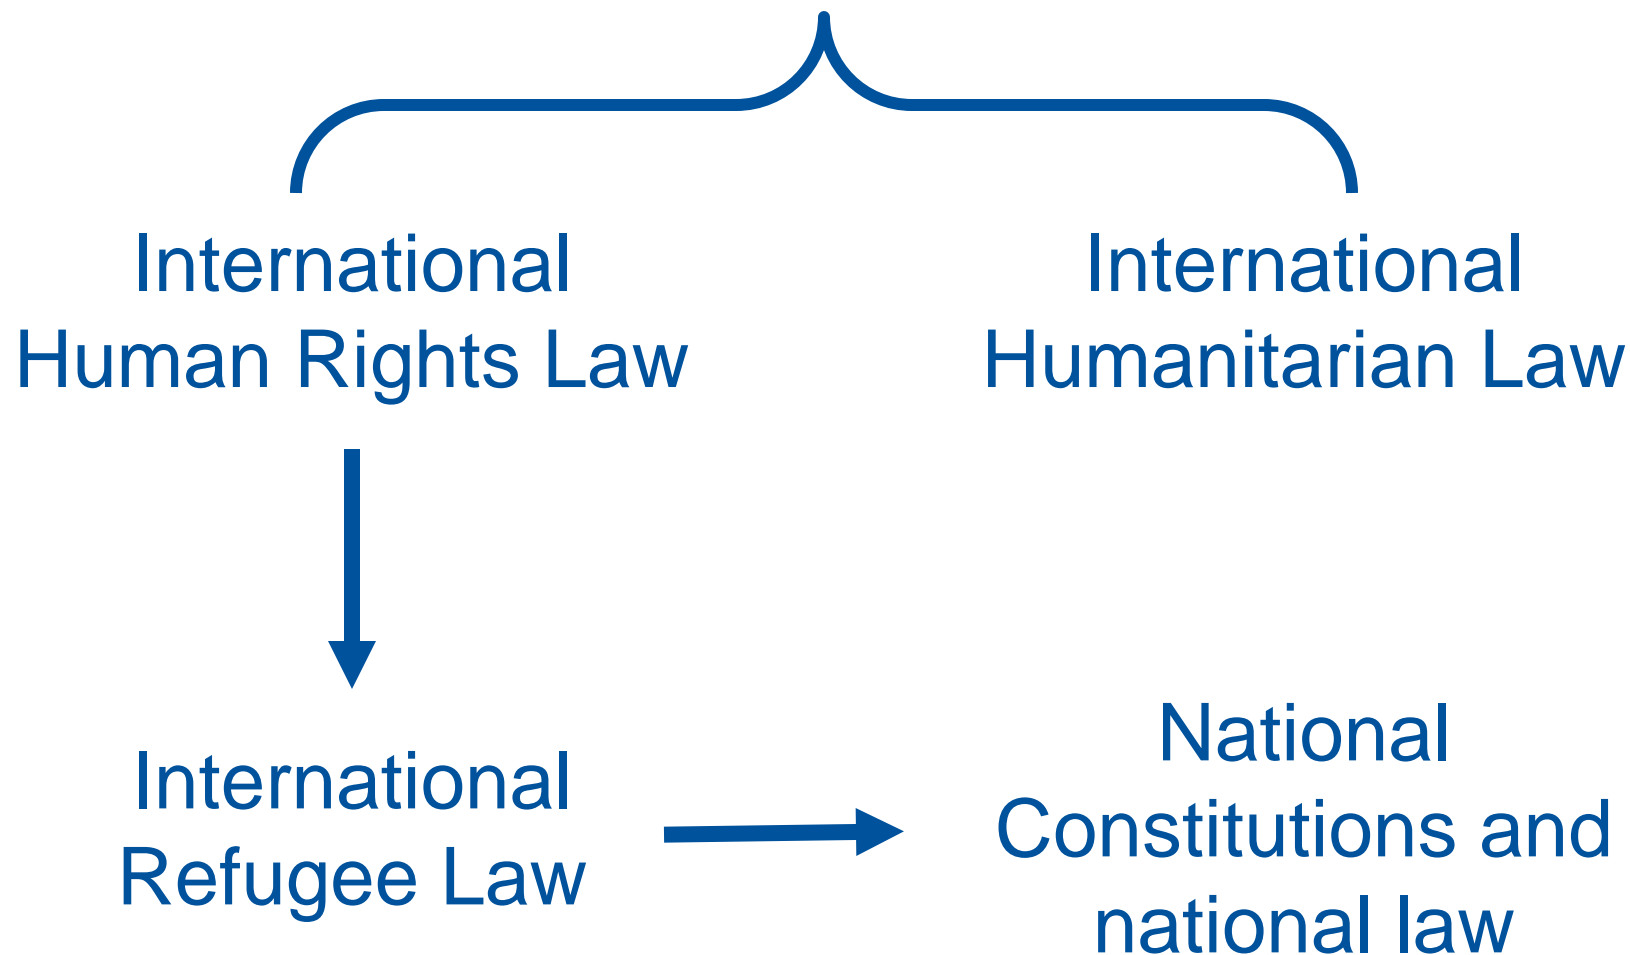 International
Human Rights Law
International
Humanitarian Law
International
Refugee Law
National
Constitutions and
national law